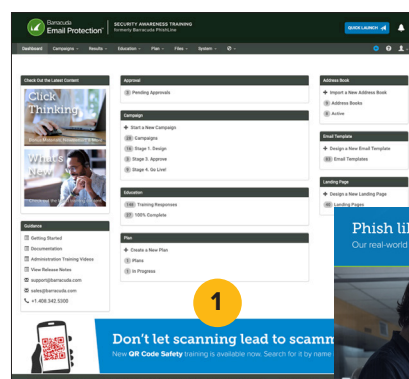 Barracuda
Email Protection
SECURITY AWARENESS TRAINING
formerly Barracuda PhishLine
QUICK LAUNCH
Dashboard Campaigns Results Education Plan Files System
Check Out the Latest Content
Click
Thinking
What's
New
Guidance
Getting Started
Documentation
Administration Training Videos
View Release Notes
support@barracuda.com
sales@barracuda.com
+1.408.342.5300
Approval
Pending Approvals
Campaign
+ Start a New Campaign
Campaigns
Stage 1. Design
Stage 3. Approve
Stage 4. Go Live!
Education
Training Responses
100% Complete
Plan
+ Create a New Plan
1 Plans
1 In Progress
Address Book
+ Import a New Address Book
Address Books
Active
Email Template
+ Design a New Email Template
Email Templates
Landing Page
+ Design a New Landing Page
Landing Pages
Phish li
Our real-world
1
Don't let scanning lead to scamm
New QR Code Safety training is available now. Search for it by name